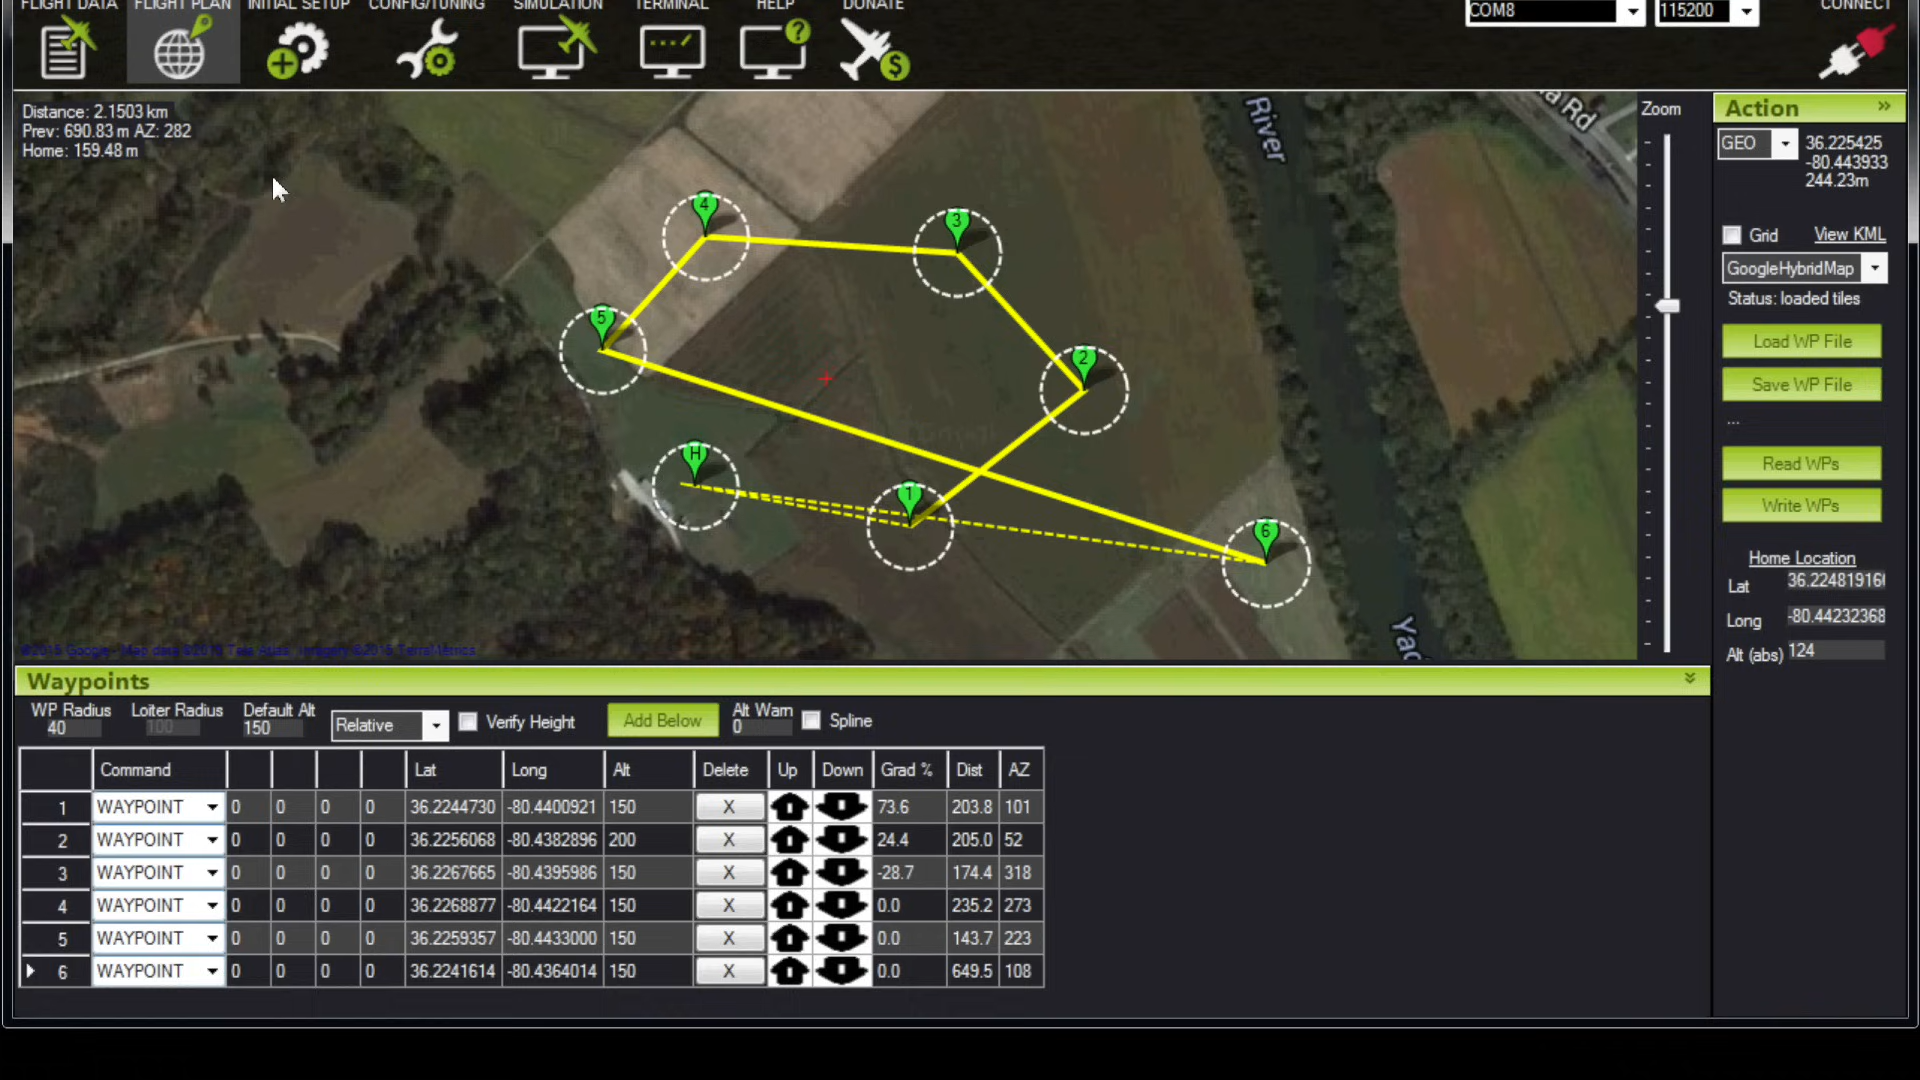 FLIGHT DATA FLIGHT PLAN INITIAL SETUP CONFIG/TUNING SIMULATION TERMINAL HELP DONATE
COM8 115200 CONNECT
Distance: 2.1503 km
Prev: 690.83 m AZ: 282
Home: 159.48 m
4
3
5
2
H
1
6
River
a Rd
Yad
Zoom
Action
GEO 36.225425
-80.443933
244.23m
Grid View KML
GoogleHybridMap
Status: loaded tiles
Load WP File
Save WP File
...
Read WPs
Write WPs
Home Location
Lat 36.22481916
Long -80.44232368
Alt (abs) 124
Waypoints
WP Radius Loiter Radius Default Alt Alt Warn
40 100 150 Relative Verify Height Add Below 0 Spline
Command Lat Long Alt Delete Up Down Grad % Dist AZ
1 WAYPOINT 0 0 0 0 36.2244730 -80.4400921 150 X 73.6 203.8 101
2 WAYPOINT 0 0 0 0 36.2256068 -80.4382896 200 X 24.4 205.0 52
3 WAYPOINT 0 0 0 0 36.2267665 -80.4395986 150 X -28.7 174.4 318
4 WAYPOINT 0 0 0 0 36.2268877 -80.4422164 150 X 0.0 235.2 273
5 WAYPOINT 0 0 0 0 36.2259357 -80.4433000 150 X 0.0 143.7 223
6 WAYPOINT 0 0 0 0 36.2241614 -80.4364014 150 X 0.0 649.5 108